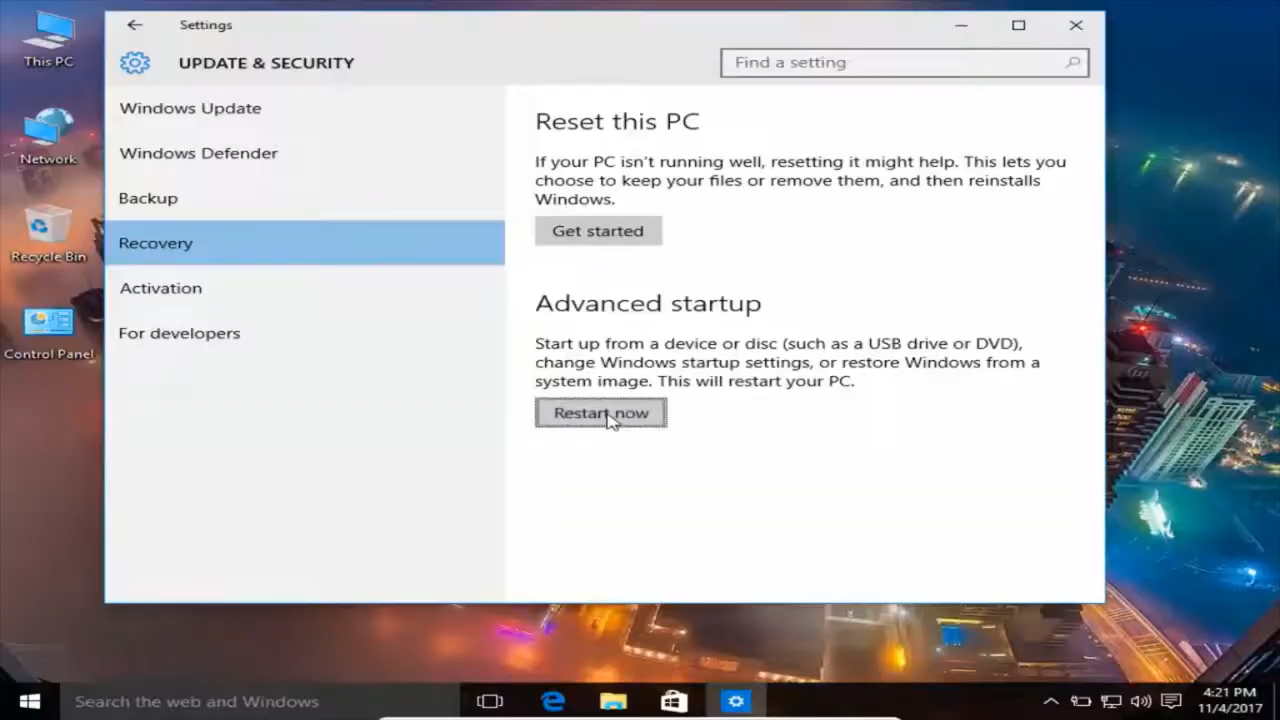 This PC
Network
Recycle Bin
Control Panel
Settings
UPDATE & SECURITY
Find a setting
Windows Update
Windows Defender
Backup
Recovery
Activation
For developers
Reset this PC
If your PC isn't running well, resetting it might help. This lets you
choose to keep your files or remove them, and then reinstalls
Windows.
Get started
Advanced startup
Start up from a device or disc (such as a USB drive or DVD),
change Windows startup settings, or restore Windows from a
system image. This will restart your PC.
Restart now
Search the web and Windows
4:21 PM
11/4/2017